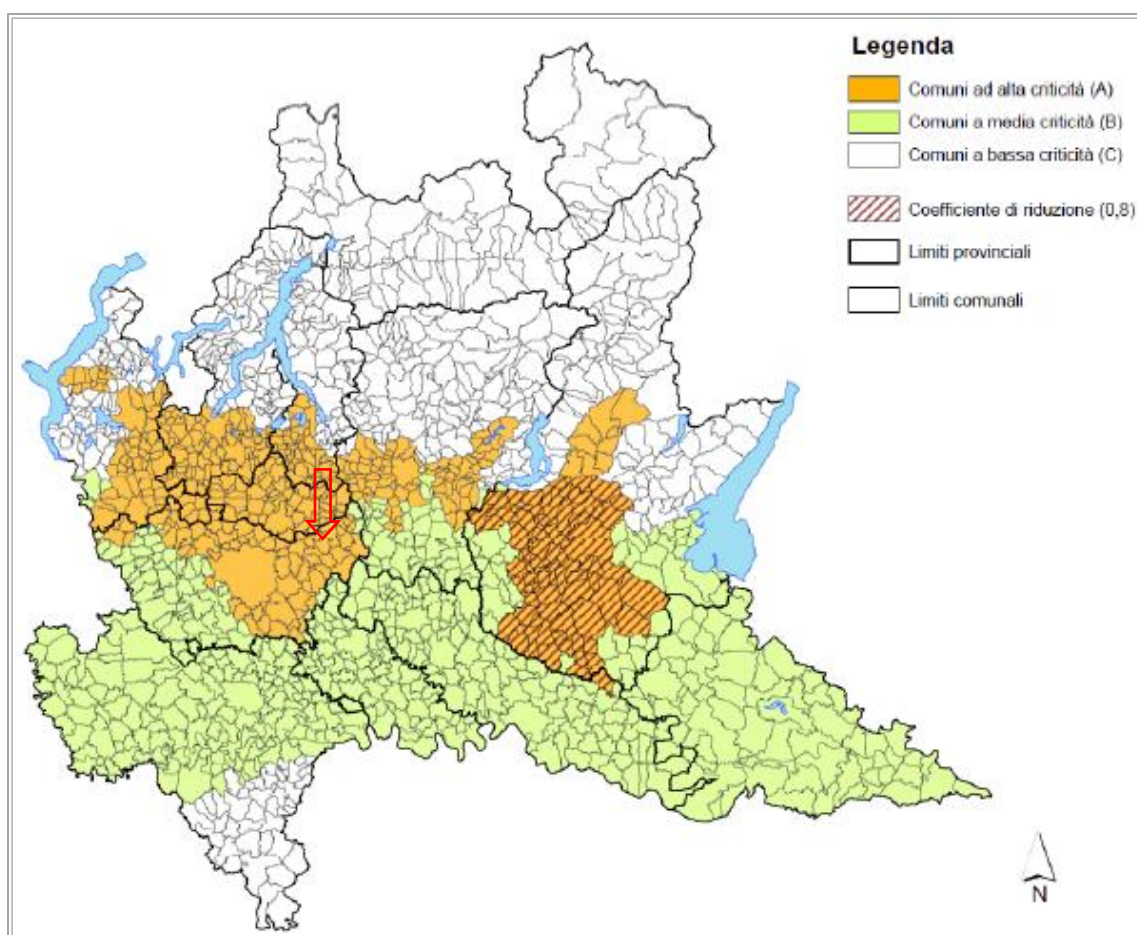 Legenda
Comuni ad alta criticità (A)
Comuni a media criticità (B)
Comuni a bassa criticità (C)
Coefficiente di riduzione (0,8)
Limiti provinciali
Limiti comunali
N